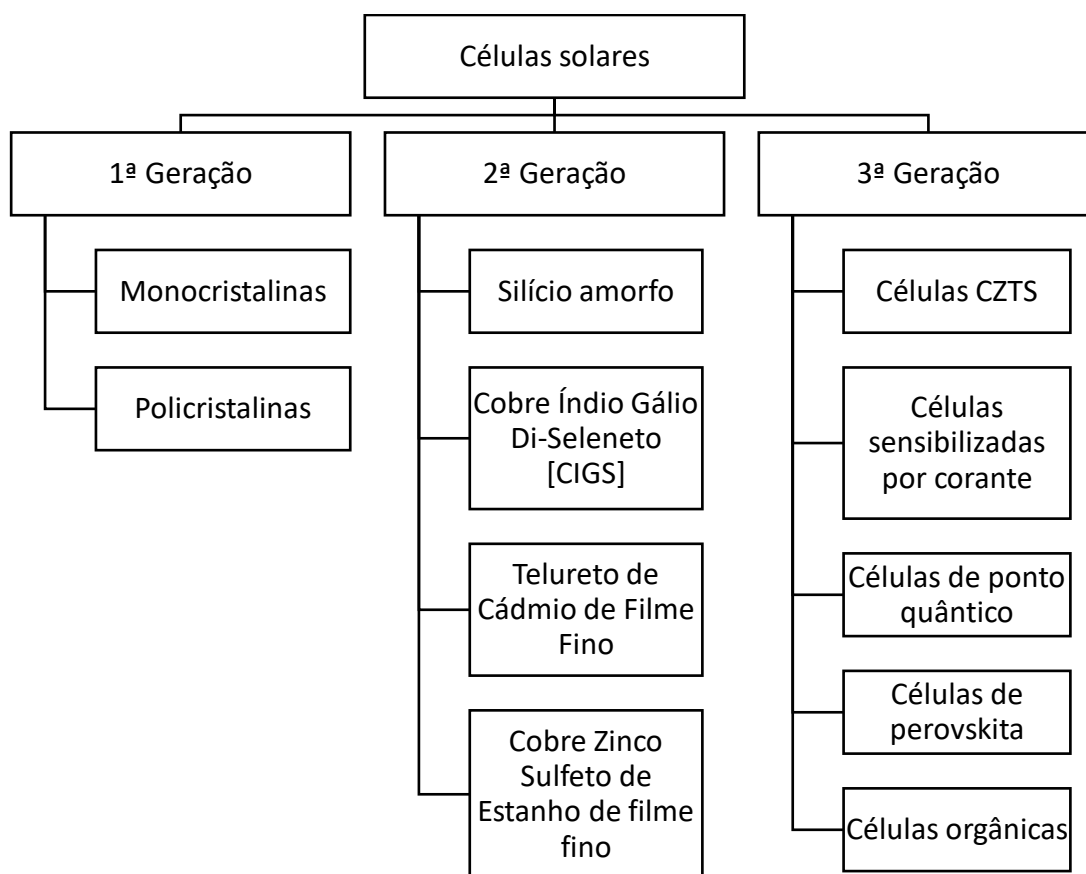 Células solares
1ª Geração
Monocristalinas
Policristalinas
2ª Geração
Silício amorfo
Cobre Índio Gálio
Di-Seleneto
[CIGS]
Telureto de
Cádmio de Filme
Fino
Cobre Zinco
Sulfeto de
Estanho de filme
fino
3ª Geração
Células CZTS
Células
sensibilizadas
por corante
Células de ponto
quântico
Células de
perovskita
Células orgânicas